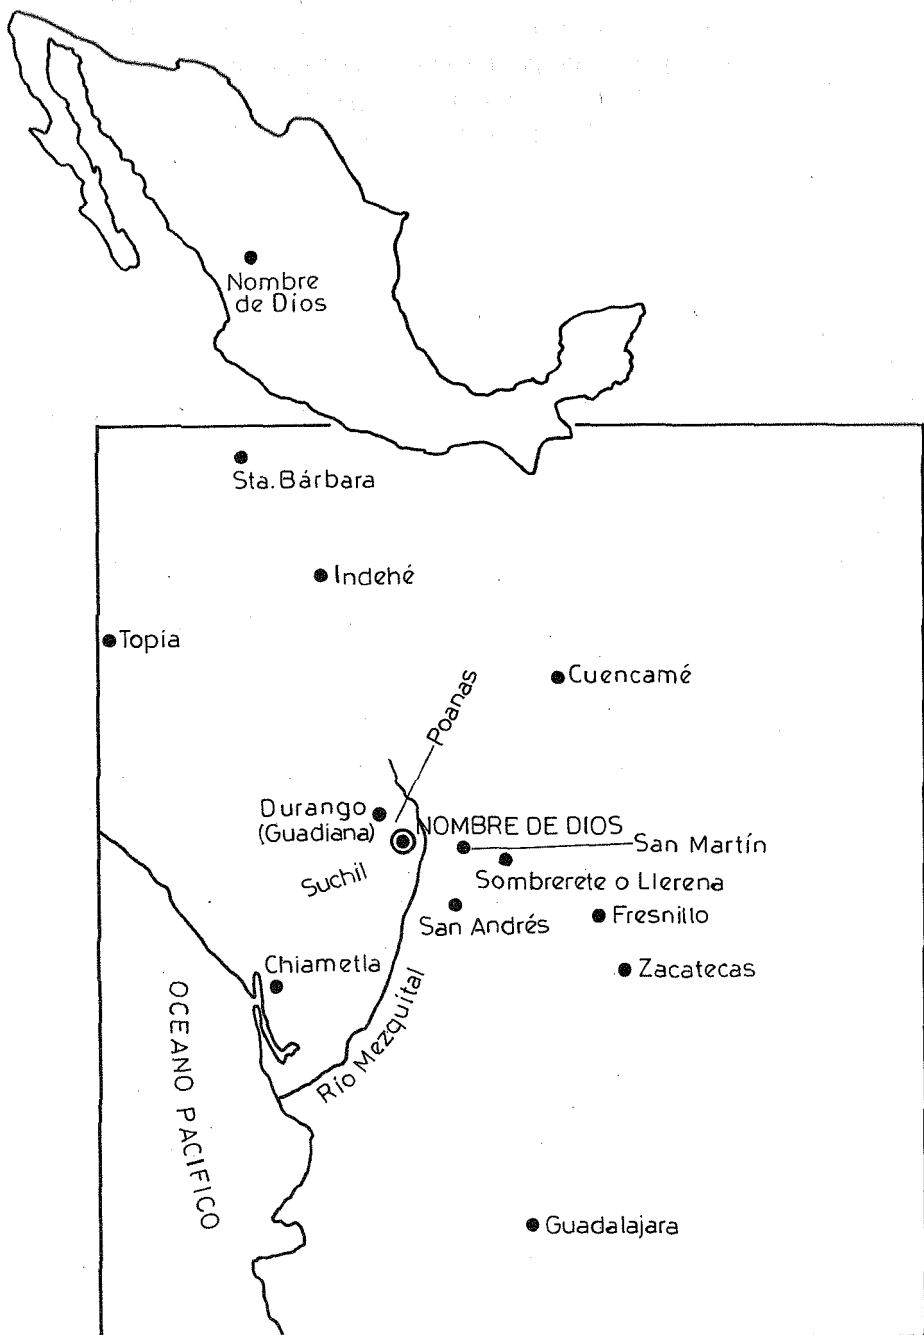 Nombre
de Dios
Sta. Bárbara
Indehé
Topia
Cuencamé
Poanas
Durango
(Guadiana)
NOMBRE DE DIOS
San Martín
Suchil
Sombrerete o Llerena
San Andrés
Fresnillo
Chiametla
Zacatecas
Río Mezquital
OCEANO PACIFICO
Guadalajara